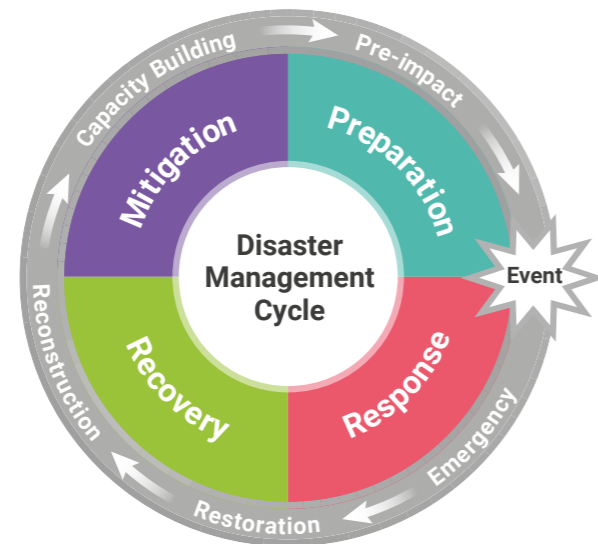 Disaster
Management
Cycle
Mitigation
Preparation
Response
Recovery
Capacity Building
Pre-impact
Event
Emergency
Restoration
Reconstruction